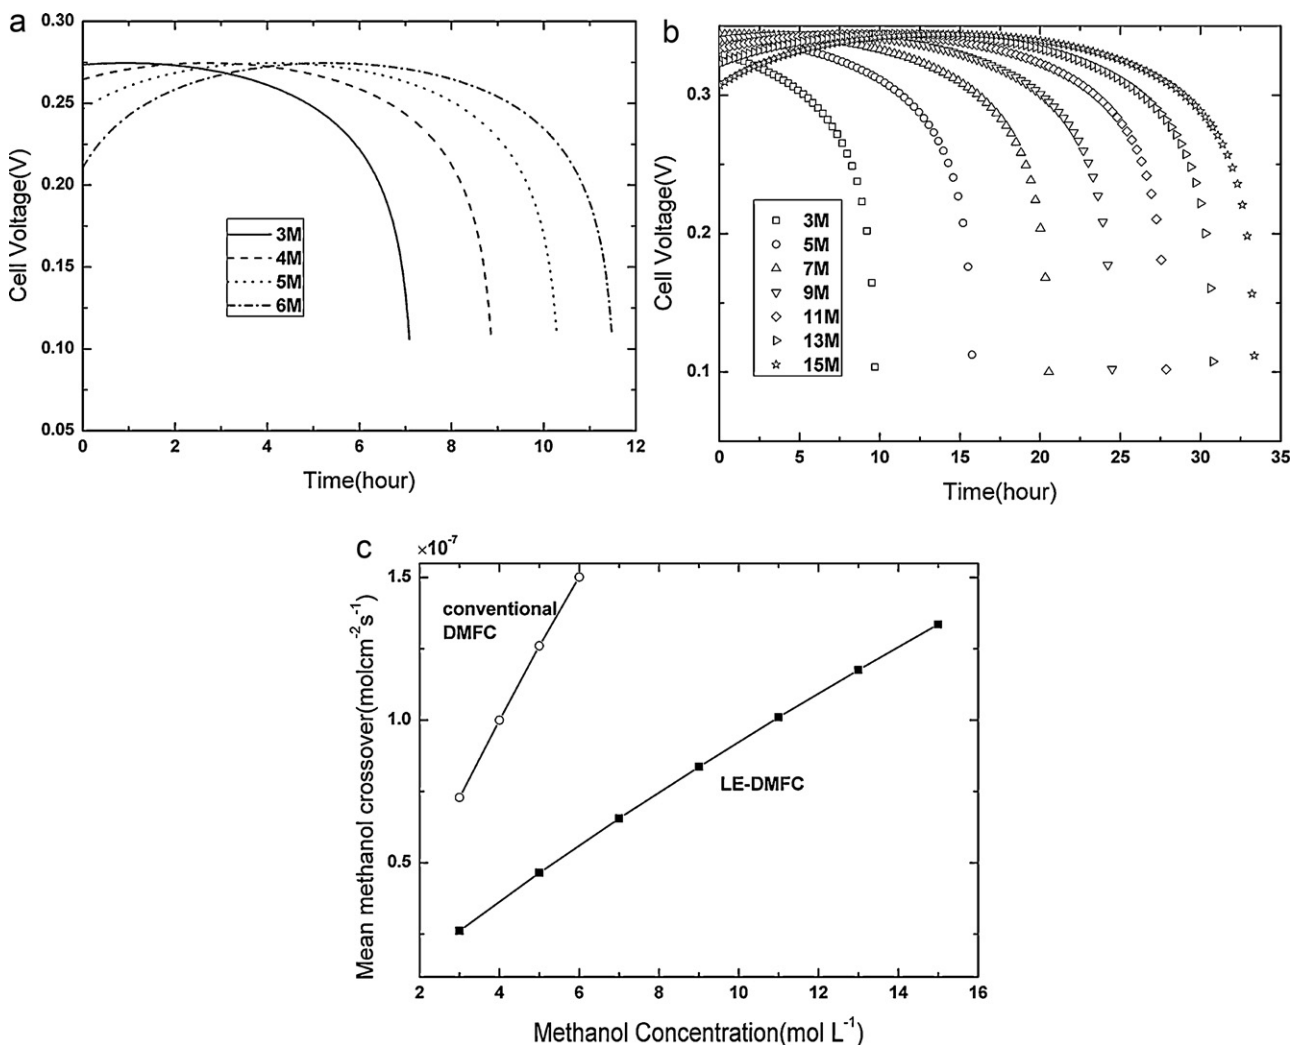 a
0.30
0.25
0.20
0.15
0.10
0.05
Cell Voltage(V)
3M
4M
5M
6M
0 2 4 6 8 10 12
Time(hour)
b
0.3
0.2
0.1
Cell Voltage(V)
3M
5M
7M
9M
11M
13M
15M
0 5 10 15 20 25 30 35
Time(hour)
c
×10⁻⁷
1.5
1.0
0.5
Mean methanol crossover(molcm⁻²s⁻¹)
conventional
DMFC
LE-DMFC
2 4 6 8 10 12 14 16
Methanol Concentration(mol L⁻¹)